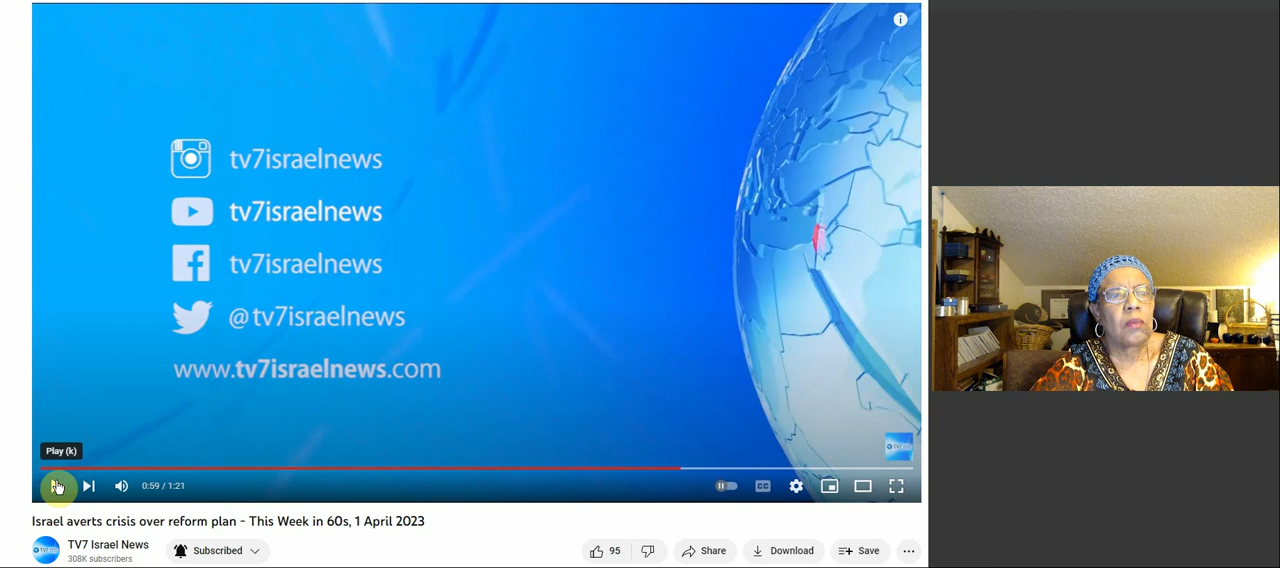 tv7israelnews
tv7israelnews
tv7israelnews
@tv7israelnews
www.tv7israelnews.com
Play (k)
0:59 / 1:21
CC
Israel averts crisis over reform plan - This Week in 60s, 1 April 2023
TV7 Israel News
308K subscribers
Subscribed
95
Share
Download
Save